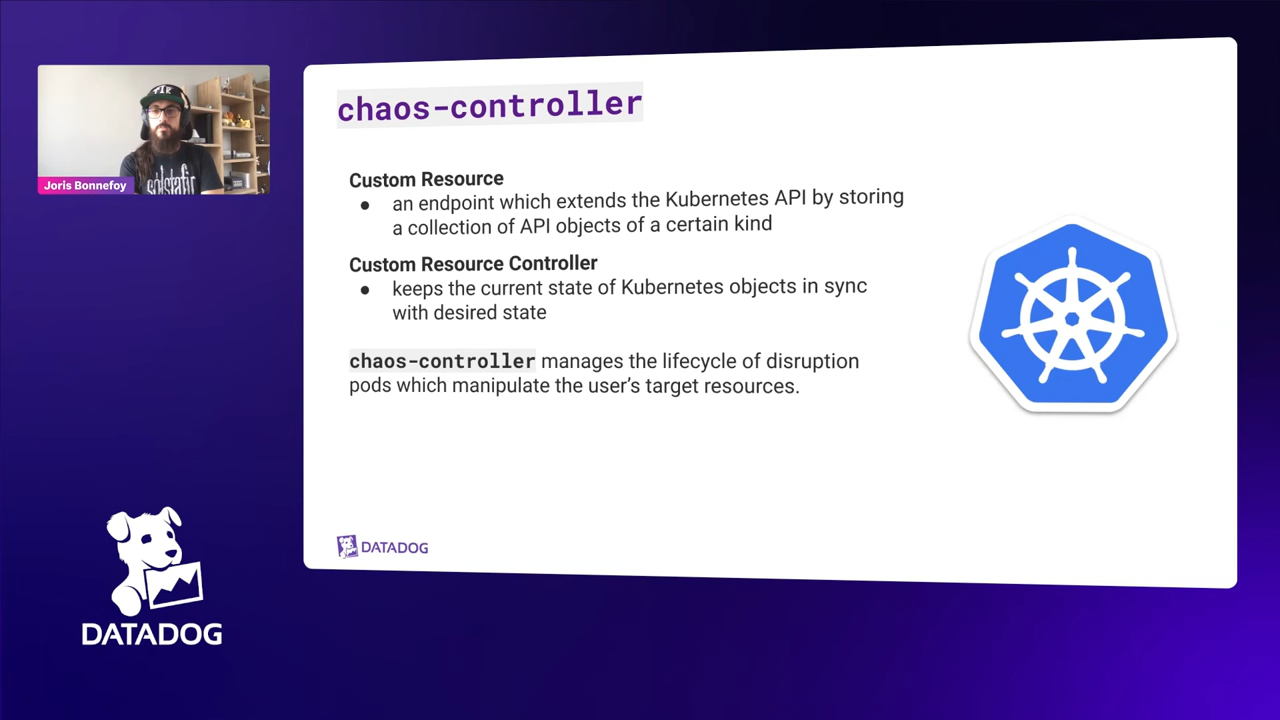 chaos-controller
Custom Resource
● an endpoint which extends the Kubernetes API by storing
a collection of API objects of a certain kind
Custom Resource Controller
● keeps the current state of Kubernetes objects in sync
with desired state
chaos-controller manages the lifecycle of disruption
pods which manipulate the user's target resources.
DATADOG
Joris Bonnefoy
solstafir
DATADOG